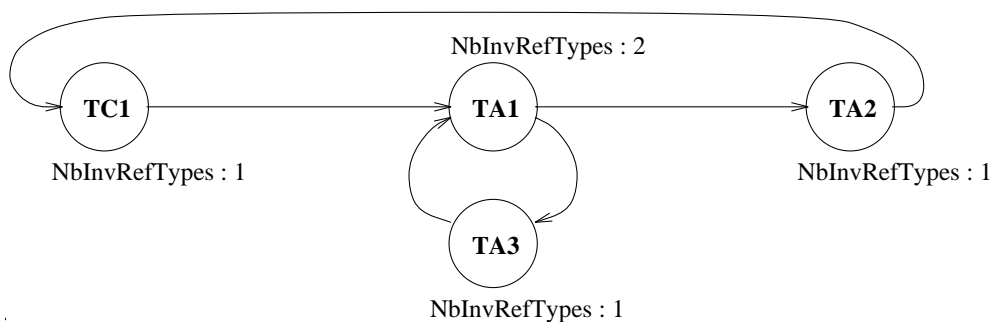 NbInvRefTypes : 2
TC1
TA1
TA2
NbInvRefTypes : 1
NbInvRefTypes : 1
TA3
NbInvRefTypes : 1